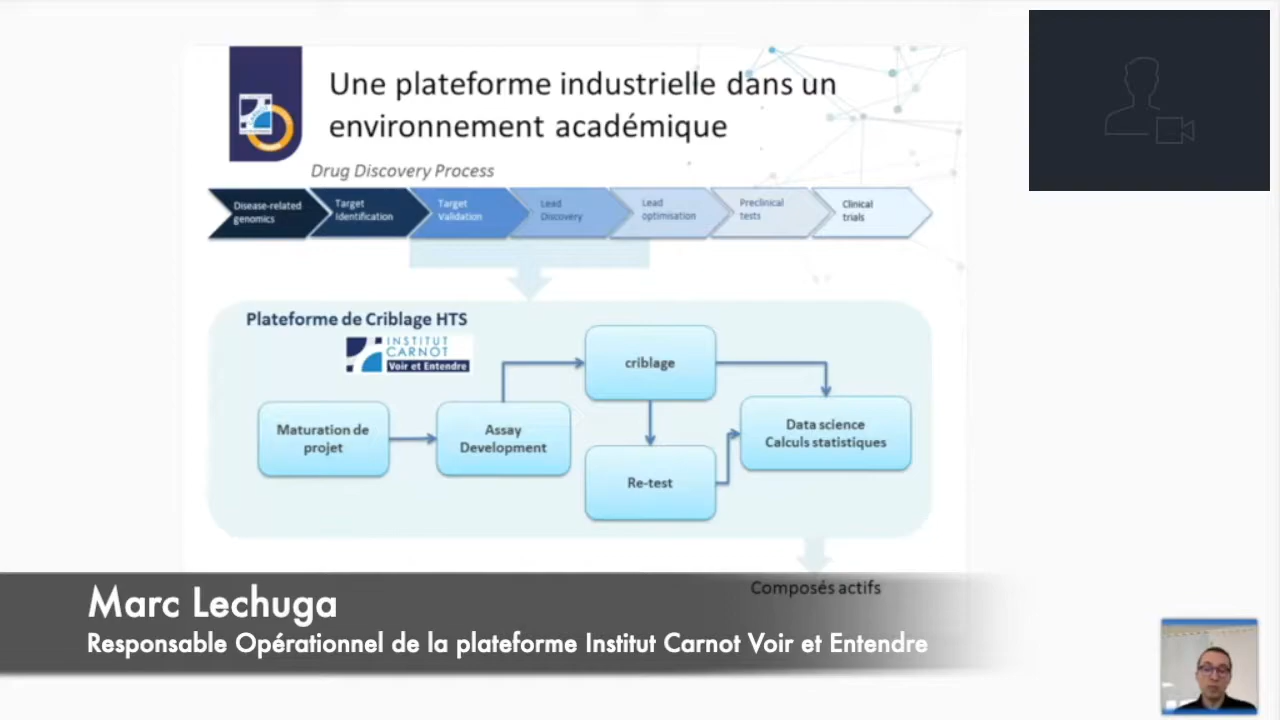 Une plateforme industrielle dans un
environnement académique
Drug Discovery Process
Disease-related
genomics
Target
Identification
Target
Validation
Lead
Discovery
Lead
optimisation
Preclinical
tests
Clinical
trials
Plateforme de Criblage HTS
INSTITUT
CARNOT
Voir et Entendre
Maturation de
projet
Assay
Development
criblage
Re-test
Data science
Calculs statistiques
Composés actifs
Marc Lechuga
Responsable Opérationnel de la plateforme Institut Carnot Voir et Entendre